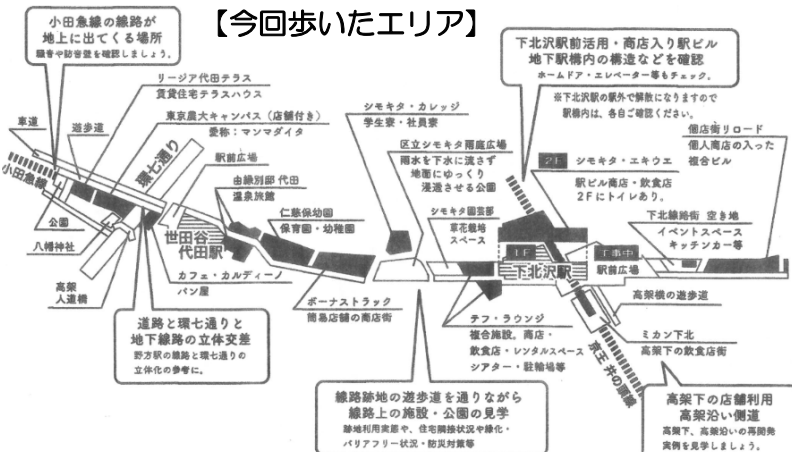 【今回歩いたエリア】
小田急線の線路が
地上に出てくる場所
騒音や防音壁を確認しましょう。
下北沢駅前活用・商店入り駅ビル
地下駅構内の構造などを確認
ホームドア・エレベーター等もチェック。
※下北沢駅の駅外で解散になりますので
駅構内は、各自ご確認ください。
リージア代田テラス
賃貸住宅テラスハウス
東京農大キャンパス（店舗付き）
愛称：マンマダイタ
車道
遊歩道
環七通り
駅前広場
小田急線
公園
八幡神社
高架
人道橋
世田谷
代田駅
由縁別邸 代田
温泉旅館
仁慈保幼園
保育園・幼稚園
カフェ・カルディーノ
パン屋
ボーナストラック
簡易店舗の商店街
シモキタ・カレッジ
学生寮・社員寮
区立シモキタ雨庭広場
雨水を下水に流さず
地面にゆっくり
浸透させる公園
シモキタ園芸部
草花栽培
スペース
2F
シモキタ・エキウエ
駅ビル商店・飲食店
2Fにトイレあり。
個店街リロード
個人商店の入った
複合ビル
下北線路街 空き地
イベントスペース
キッチンカー等
1F
下北沢駅
工事中
駅前広場
高架横の遊歩道
ミカン下北
高架下の飲食店街
京王 井の頭線
テフ・ラウンジ
複合施設。商店・
飲食店・レンタルスペース
シアター・駐輪場等
道路と環七通りと
地下線路の立体交差
野方駅の線路と環七通りの
立体化の参考に。
線路跡地の遊歩道を通りながら
線路上の施設・公園の見学
跡地利用実態や、住宅隣接状況や緑化・
バリアフリー状況・防災対策等
高架下の店舗利用
高架沿い側道
高架下、高架沿いの再開発
実例を見学しましょう。